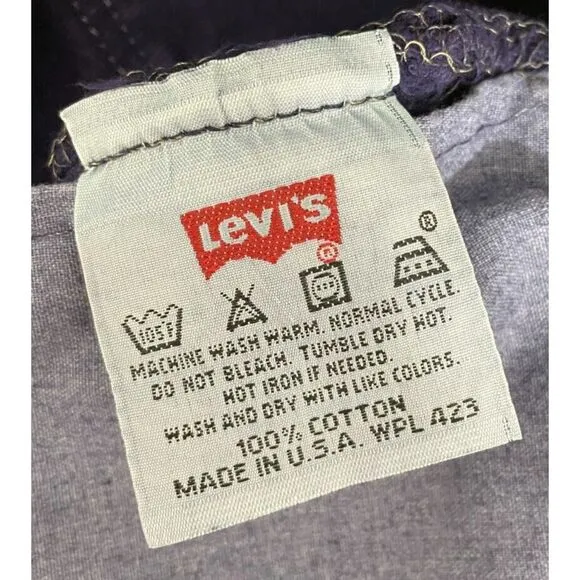 Levi's
®
®
105F
MACHINE WASH WARM. NORMAL CYCLE.
DO NOT BLEACH. TUMBLE DRY HOT.
HOT IRON IF NEEDED.
WASH AND DRY WITH LIKE COLORS.
100% COTTON
MADE IN U.S.A. WPL 423